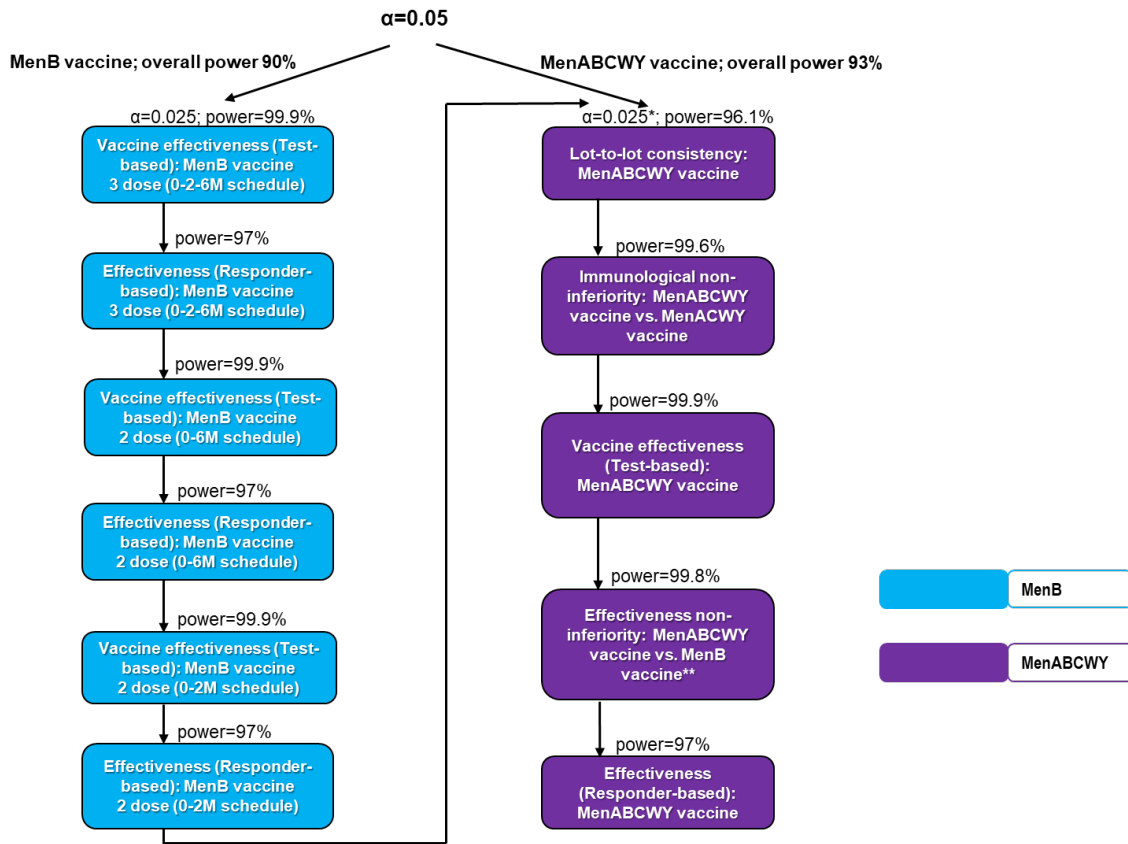 α=0.05
MenB vaccine; overall power 90%
α=0.025; power=99.9%
Vaccine effectiveness (Test-
based): MenB vaccine
3 dose (0-2-6M schedule)
power=97%
Effectiveness (Responder-
based): MenB vaccine
3 dose (0-2-6M schedule)
power=99.9%
Vaccine effectiveness (Test-
based): MenB vaccine
2 dose (0-6M schedule)
power=97%
Effectiveness (Responder-
based): MenB vaccine
2 dose (0-6M schedule)
power=99.9%
Vaccine effectiveness (Test-
based): MenB vaccine
2 dose (0-2M schedule)
power=97%
Effectiveness (Responder-
based): MenB vaccine
2 dose (0-2M schedule)
MenABCWY vaccine; overall power 93%
α=0.025*; power=96.1%
Lot-to-lot consistency:
MenABCWY vaccine
power=99.6%
Immunological non-
inferiority: MenABCWY
vaccine vs. MenACWY
vaccine
power=99.9%
Vaccine effectiveness
(Test-based):
MenABCWY vaccine
power=99.8%
Effectiveness non-
inferiority: MenABCWY
vaccine vs. MenB
vaccine**
power=97%
Effectiveness
(Responder-based):
MenABCWY vaccine
MenB
MenABCWY